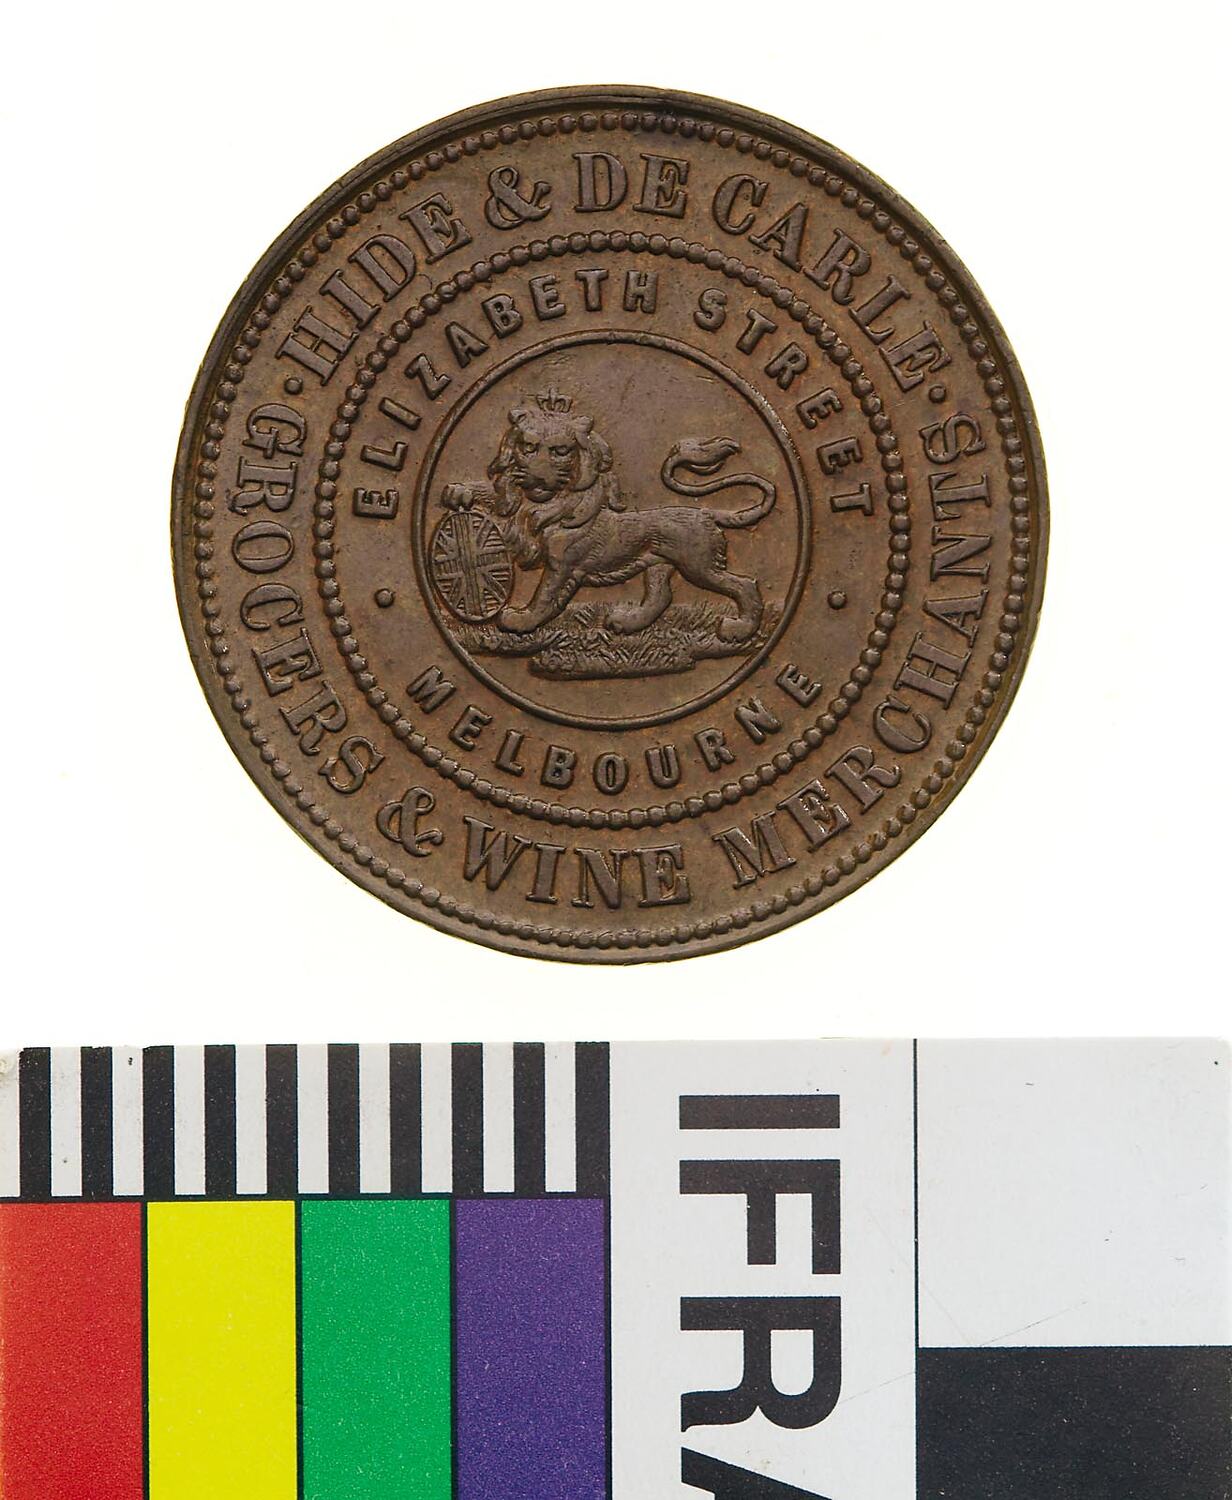 ·HIDE & DE CARLE·
GROCERS & WINE MERCHANTS
ELIZABETH STREET
· MELBOURNE ·
IFRA